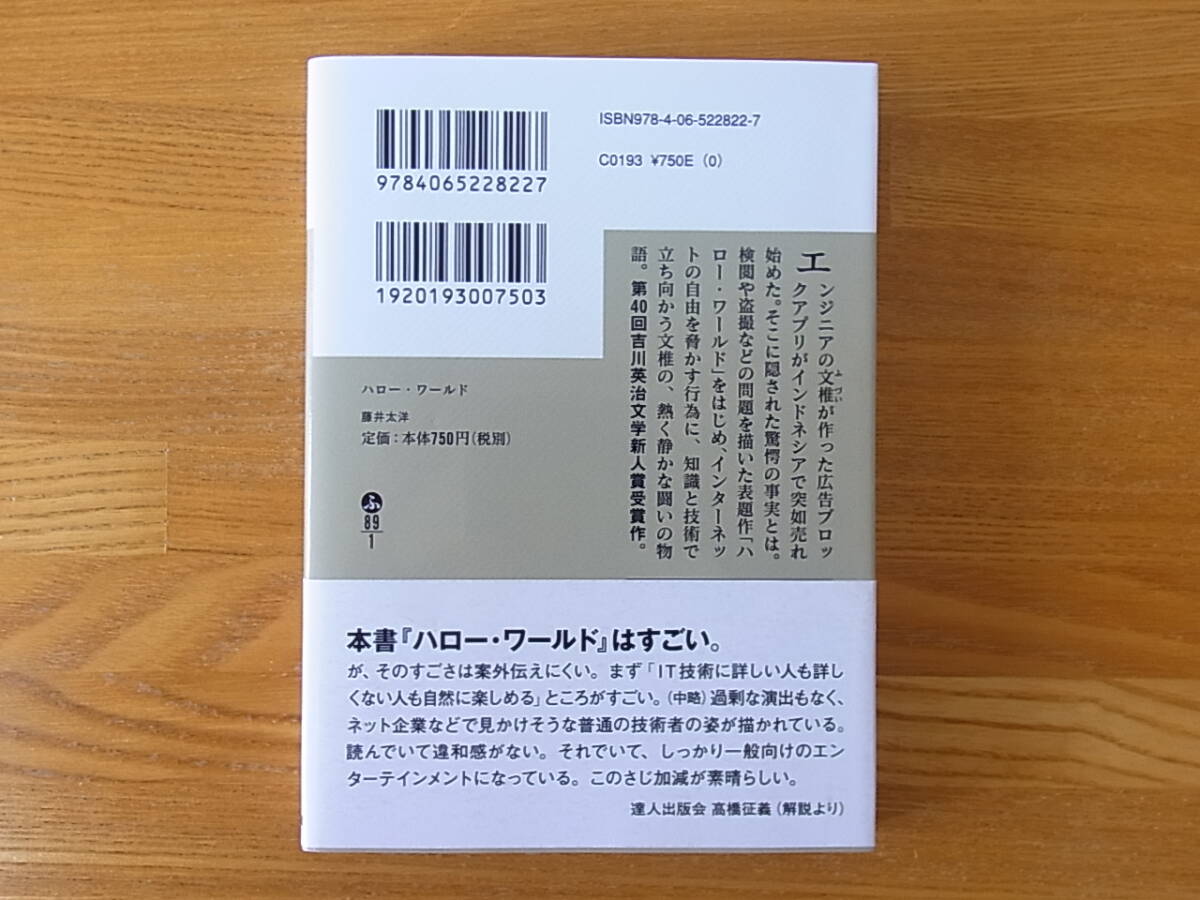 9784065228227
ISBN978-4-06-522822-7
C0193 ¥750E (0)
1920193007503
エンジニアの文椎が作った広告ブロッ
ふづい
クアプリがインドネシアで突如売れ
始めた。そこに隠された驚愕の事実とは。
検閲や盗撮などの問題を描いた表題作「ハ
ロー・ワールド」をはじめ、インターネッ
トの自由を脅かす行為に、知識と技術で
立ち向かう文椎の、熱く静かな闘いの物
語。第40回吉川英治文学新人賞受賞作。
ハロー・ワールド
藤井太洋
定価:本体750円(税別)
ふ
89
1
本書『ハロー・ワールド』はすごい。
が、そのすごさは案外伝えにくい。まず「IT技術に詳しい人も詳し
くない人も自然に楽しめる」ところがすごい。(中略)過剰な演出もなく、
ネット企業などで見かけそうな普通の技術者の姿が描かれている。
読んでいて違和感がない。それでいて、しっかり一般向けのエン
ターテインメントになっている。このさじ加減が素晴らしい。
達人出版会 高橋征義(解説より)